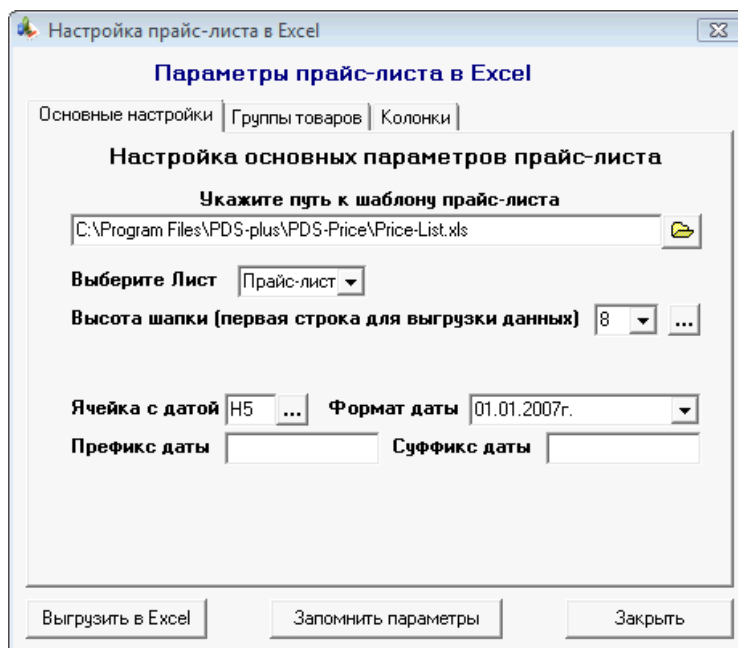 Настройка прайс-листа в Excel
Параметры прайс-листа в Excel
Основные настройки Группы товаров Колонки
Настройка основных параметров прайс-листа
Укажите путь к шаблону прайс-листа
C:\Program Files\PDS-plus\PDS-Price\Price-List.xls
Выберите Лист Прайс-лист
Высота шапки (первая строка для выгрузки данных) 8 ...
Ячейка с датой H5 ... Формат даты 01.01.2007г.
Префикс даты Суффикс даты
Выгрузить в Excel Запомнить параметры Закрыть